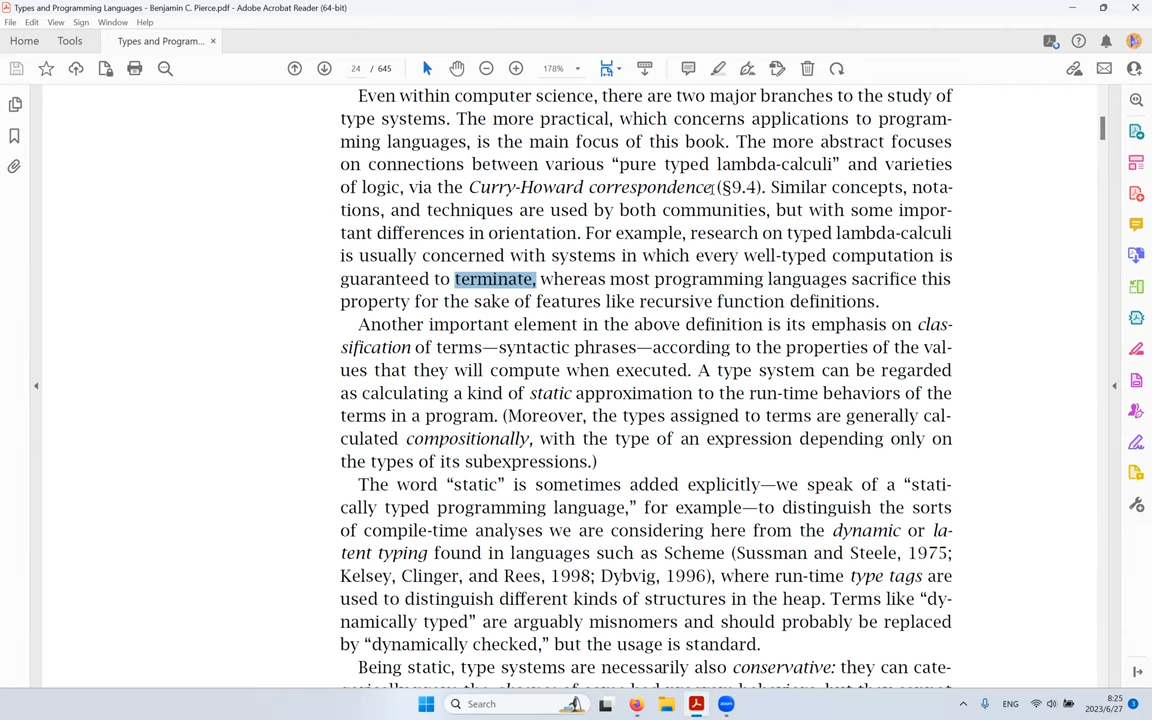 Types and Programming Languages - Benjamin C. Pierce.pdf - Adobe Acrobat Reader (64-bit)
File Edit View Sign Window Help
Home Tools Types and Program... ×
24 / 645 178%
Even within computer science, there are two major branches to the study of
type systems. The more practical, which concerns applications to program-
ming languages, is the main focus of this book. The more abstract focuses
on connections between various “pure typed lambda-calculi” and varieties
of logic, via the Curry-Howard correspondence (§9.4). Similar concepts, nota-
tions, and techniques are used by both communities, but with some impor-
tant differences in orientation. For example, research on typed lambda-calculi
is usually concerned with systems in which every well-typed computation is
guaranteed to terminate, whereas most programming languages sacrifice this
property for the sake of features like recursive function definitions.
Another important element in the above definition is its emphasis on clas-
sification of terms—syntactic phrases—according to the properties of the val-
ues that they will compute when executed. A type system can be regarded
as calculating a kind of static approximation to the run-time behaviors of the
terms in a program. (Moreover, the types assigned to terms are generally cal-
culated compositionally, with the type of an expression depending only on
the types of its subexpressions.)
The word “static” is sometimes added explicitly—we speak of a “stati-
cally typed programming language,” for example—to distinguish the sorts
of compile-time analyses we are considering here from the dynamic or la-
tent typing found in languages such as Scheme (Sussman and Steele, 1975;
Kelsey, Clinger, and Rees, 1998; Dybvig, 1996), where run-time type tags are
used to distinguish different kinds of structures in the heap. Terms like “dy-
namically typed” are arguably misnomers and should probably be replaced
by “dynamically checked,” but the usage is standard.
Being static, type systems are necessarily also conservative: they can cate-
Search
ENG
8:25
2023/6/27
3